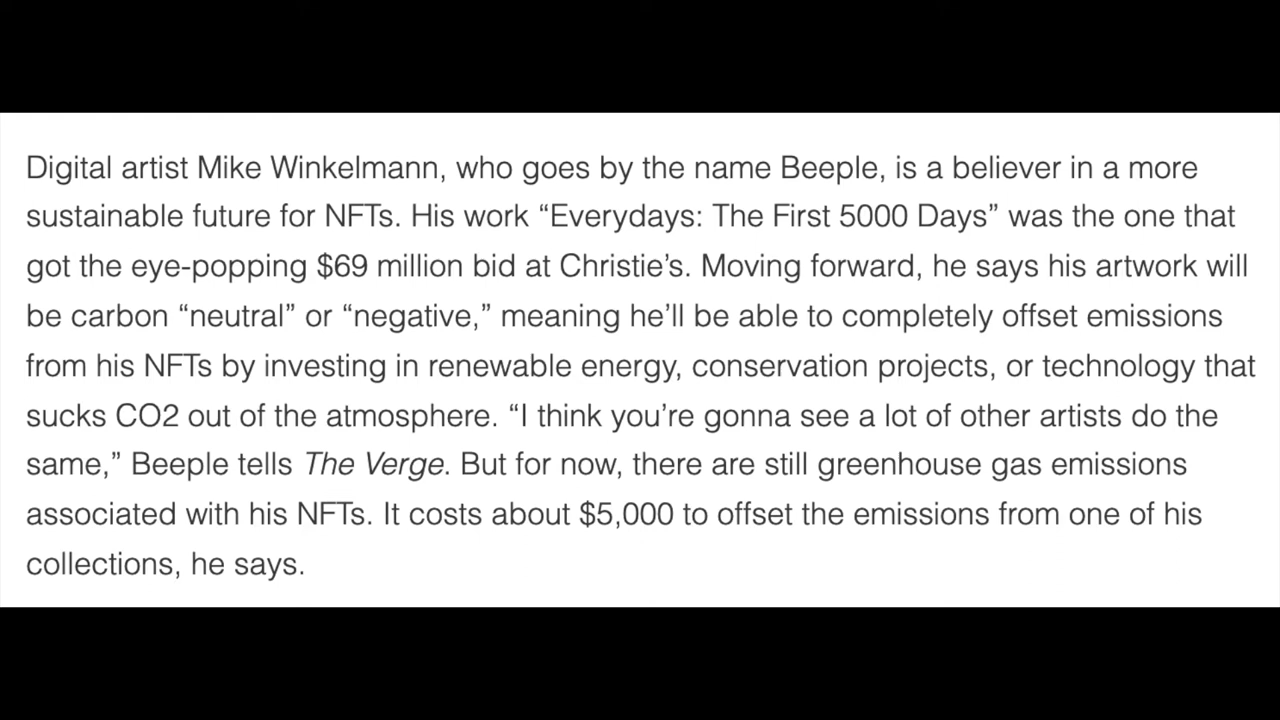 Digital artist Mike Winkelmann, who goes by the name Beeple, is a believer in a more
sustainable future for NFTs. His work “Everydays: The First 5000 Days” was the one that
got the eye-popping $69 million bid at Christie’s. Moving forward, he says his artwork will
be carbon “neutral” or “negative,” meaning he’ll be able to completely offset emissions
from his NFTs by investing in renewable energy, conservation projects, or technology that
sucks CO2 out of the atmosphere. “I think you’re gonna see a lot of other artists do the
same,” Beeple tells The Verge. But for now, there are still greenhouse gas emissions
associated with his NFTs. It costs about $5,000 to offset the emissions from one of his
collections, he says.